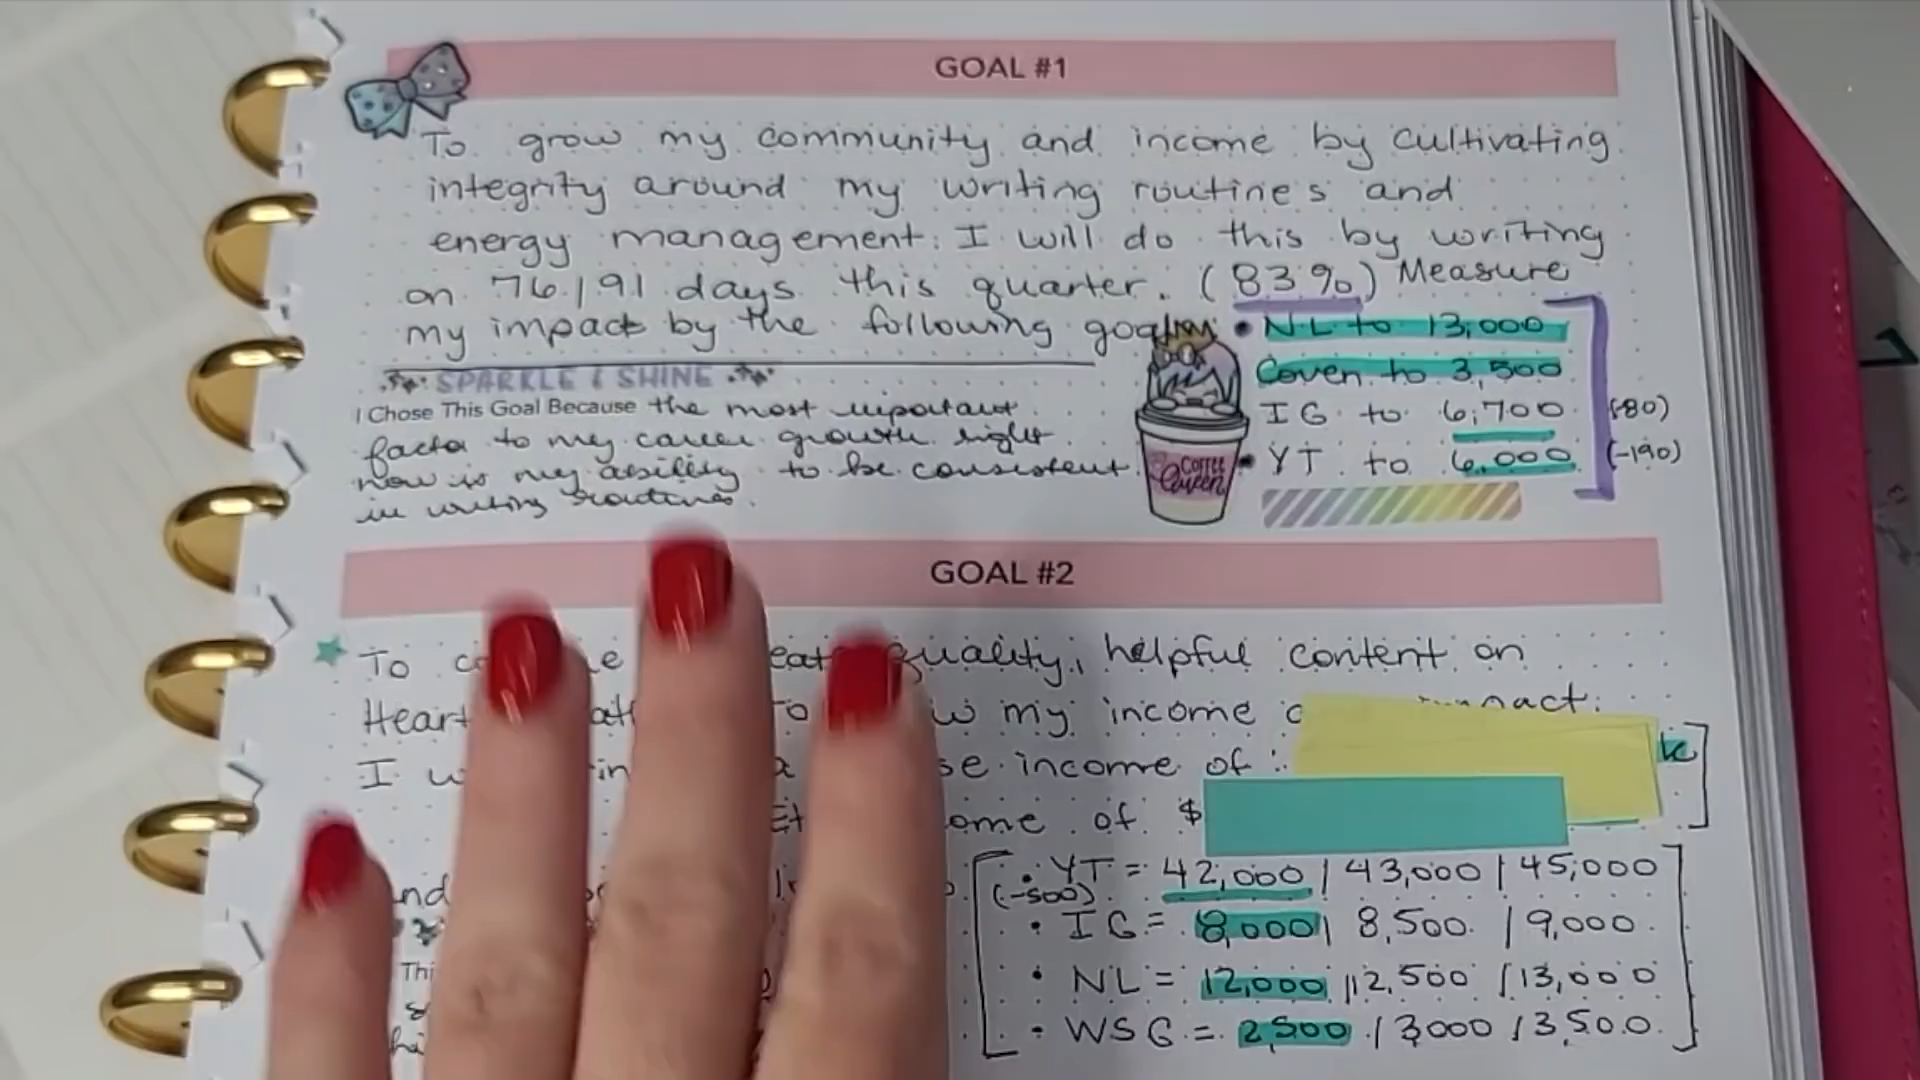 GOAL #1
To grow my community and income by cultivating
integrity around my writing routines and
energy management. I will do this by writing
on 76/91 days this quarter. (83%) Measure
my impact by the following
• NL to 13,000
Coven to 3,500
IG to 6,700 (-80)
• YT to 6,000 (-190)
SPARKLE & SHINE
I Chose This Goal Because the most important
factor to my career growth right
now is my ability to be consistent
in writing routines.
Coffee Queen
GOAL #2
To quality, helpful content on
Heart my income
I income of
of $
• YT = 42,000 / 43,000 / 45,000
(-500)
• IG = 8,000 / 8,500 / 9,000
• NL = 12,000 / 12,500 / 13,000
• WSG = 2,500 / 3000 / 3,500